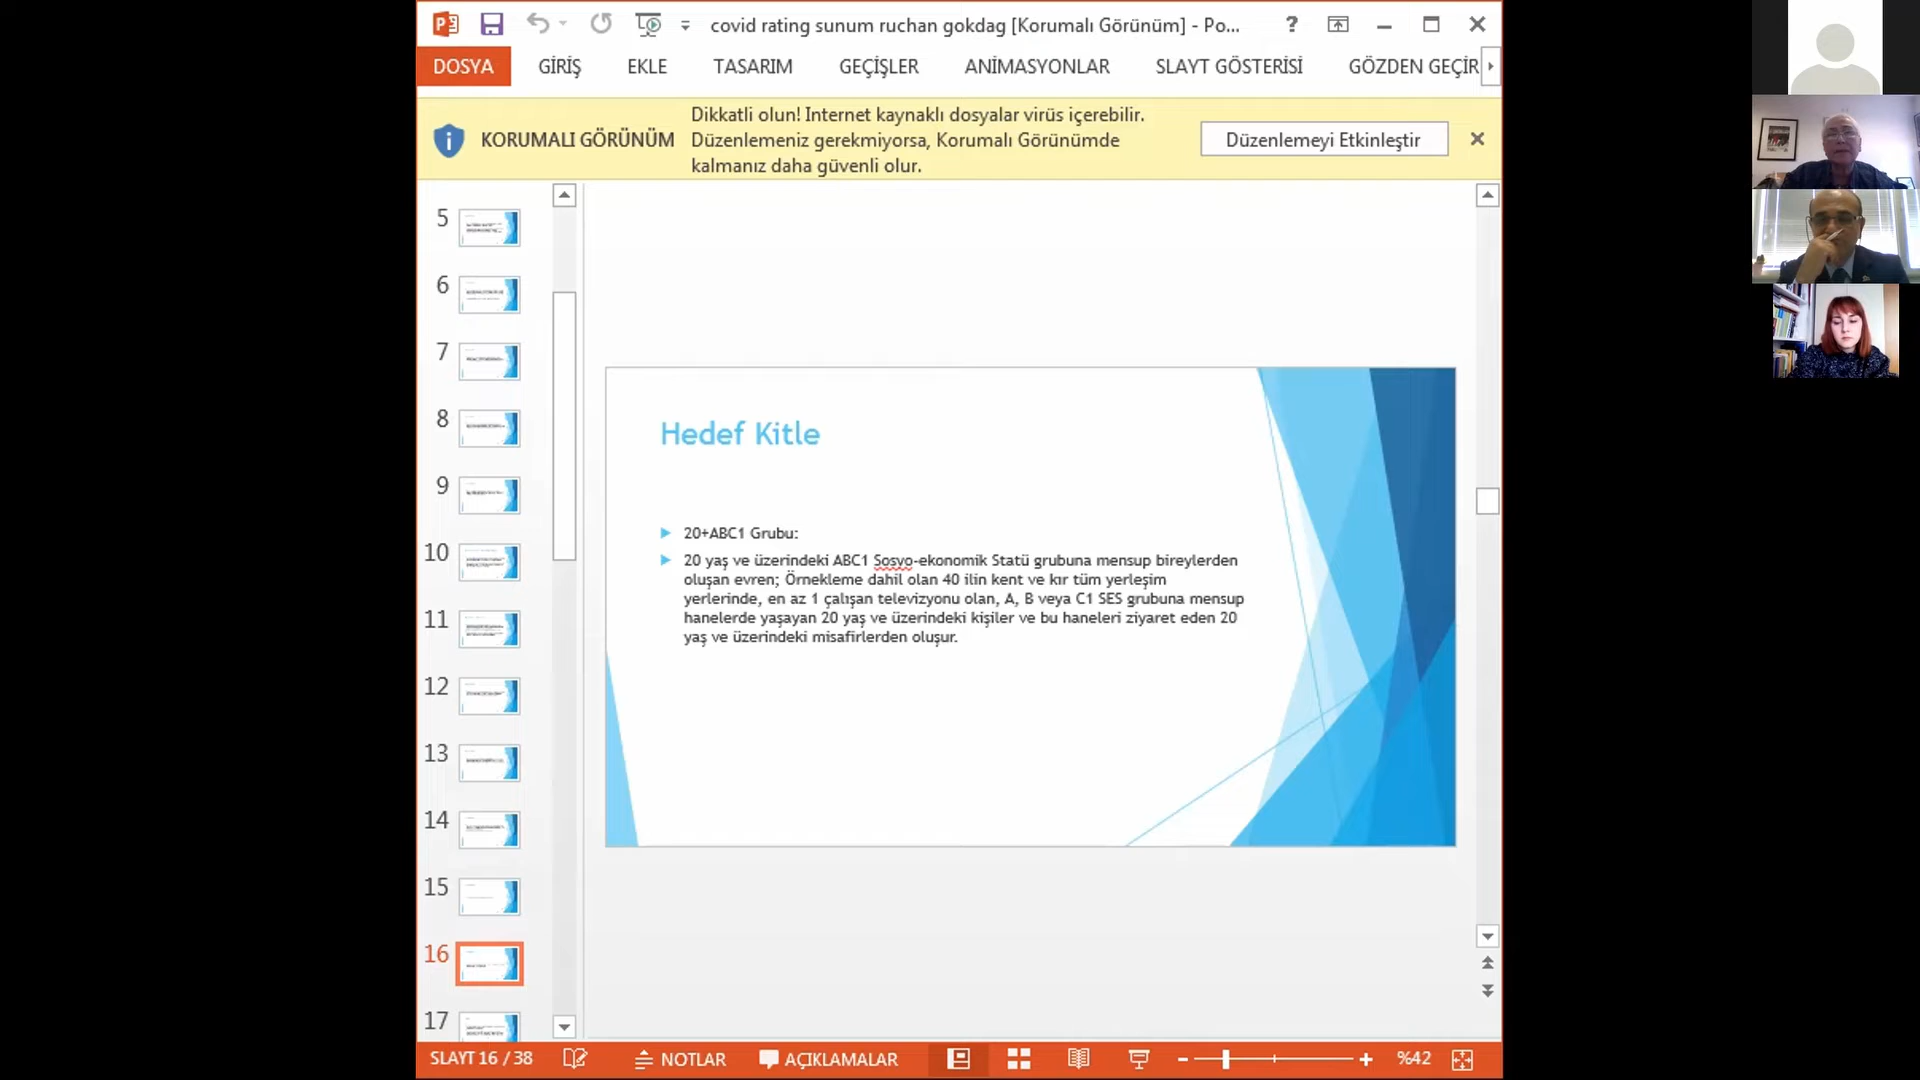 covid rating sunum ruchan gokdag [Korumalı Görünüm] - Po...
?
DOSYA GİRİŞ EKLE TASARIM GEÇİŞLER ANİMASYONLAR SLAYT GÖSTERİSİ GÖZDEN GEÇİR
KORUMALI GÖRÜNÜM
Dikkatli olun! Internet kaynaklı dosyalar virüs içerebilir.
Düzenlemeniz gerekmiyorsa, Korumalı Görünümde
kalmanız daha güvenli olur.
Düzenlemeyi Etkinleştir
5
6
7
8
9
10
11
12
13
14
15
16
17
Hedef Kitle
20+ABC1 Grubu:
20 yaş ve üzerindeki ABC1 Sosyo-ekonomik Statü grubuna mensup bireylerden
oluşan evren; Örnekleme dahil olan 40 ilin kent ve kır tüm yerleşim
yerlerinde, en az 1 çalışan televizyonu olan, A, B veya C1 SES grubuna mensup
hanelerde yaşayan 20 yaş ve üzerindeki kişiler ve bu haneleri ziyaret eden 20
yaş ve üzerindeki misafirlerden oluşur.
SLAYT 16 / 38 NOTLAR AÇIKLAMALAR %42